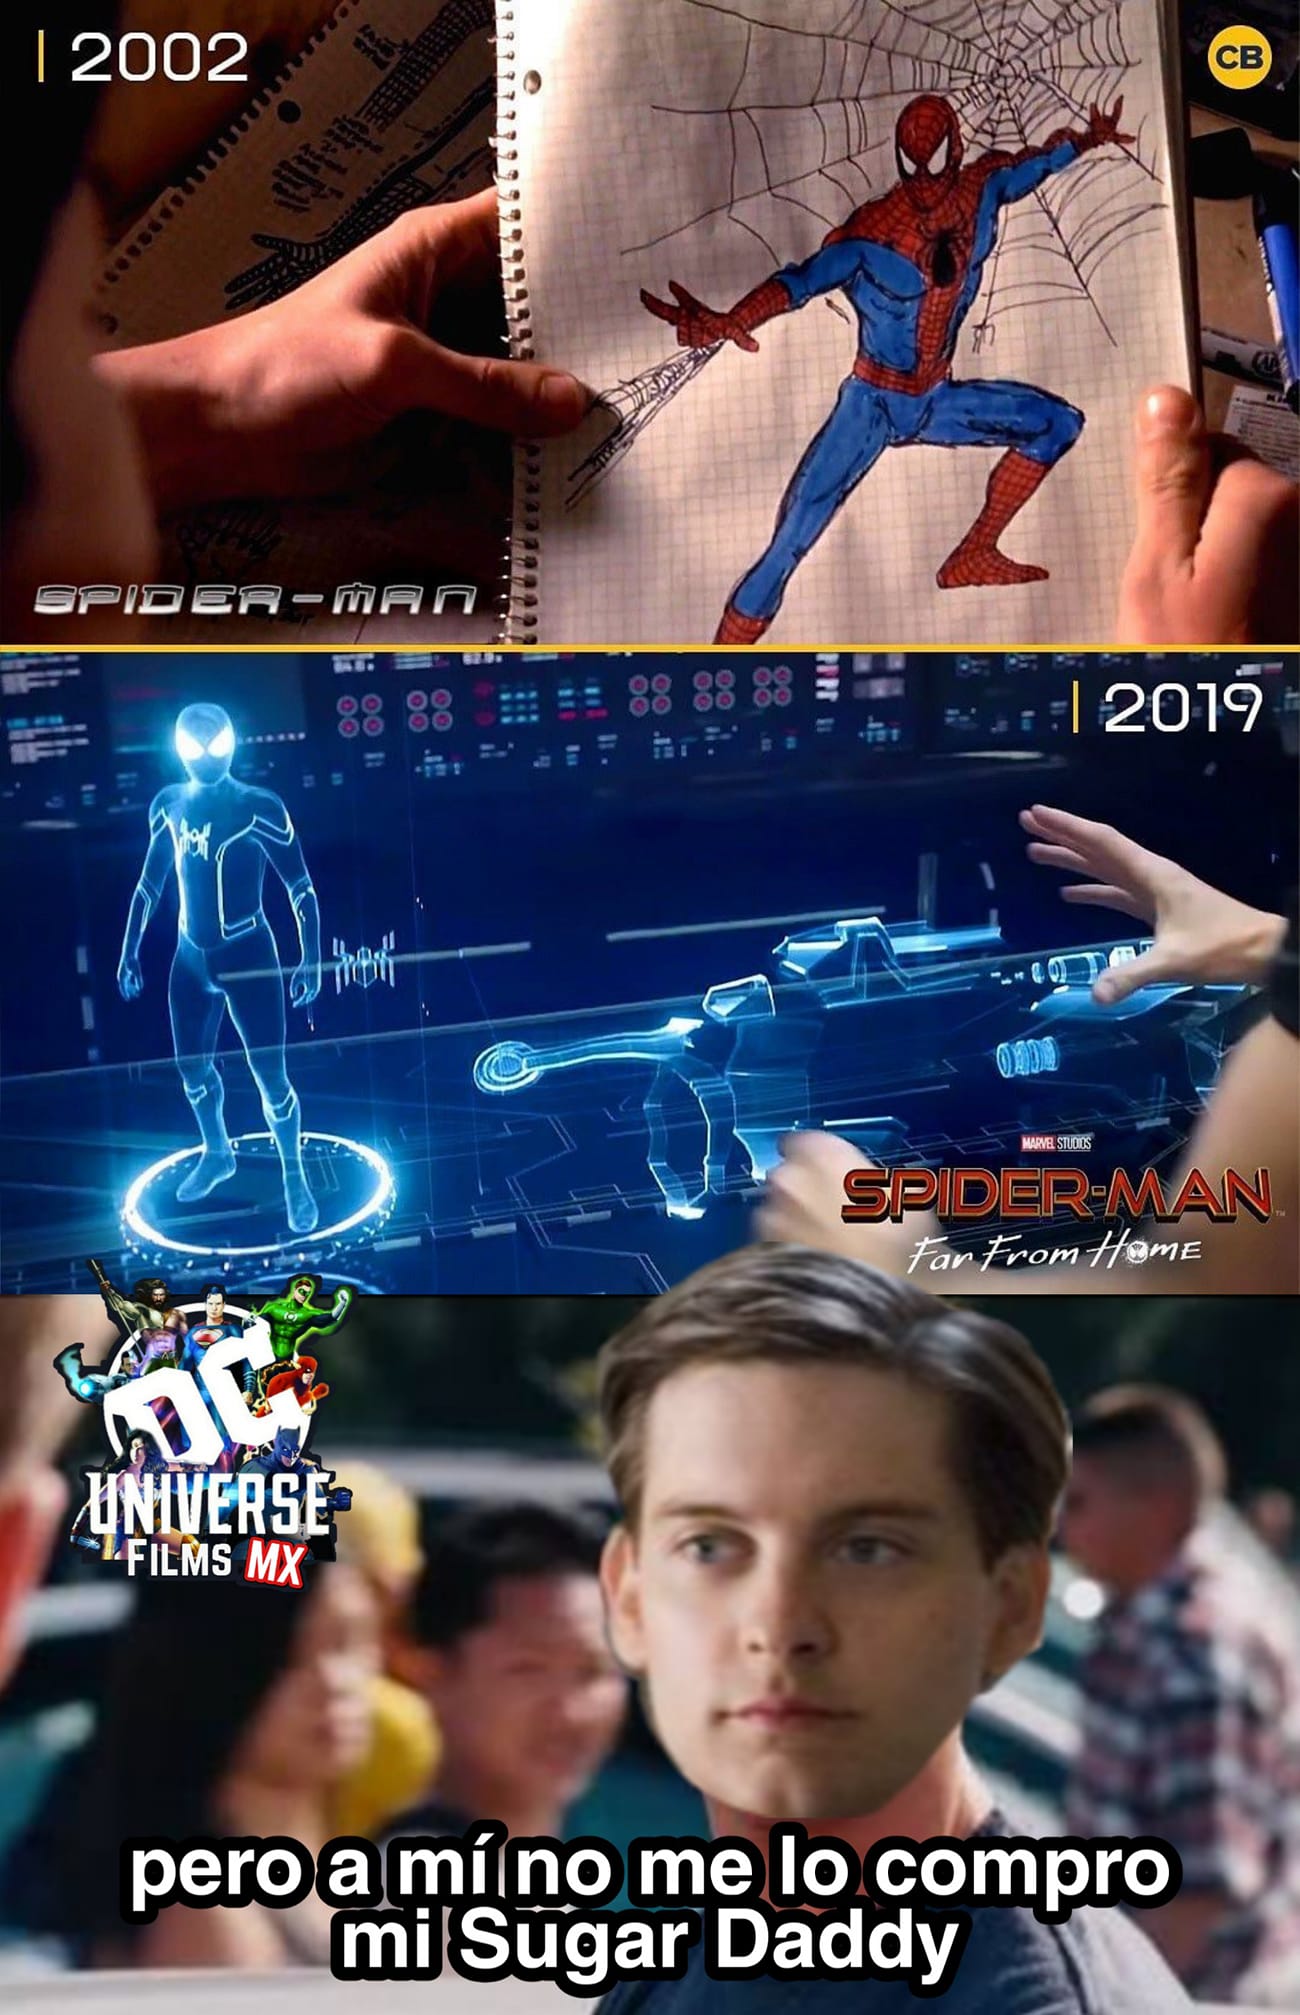 2002
CB
SPIDER-MAN
2019
MARVEL STUDIOS
SPIDER-MAN
Far From Home
DC
UNIVERSE
FILMS MX
pero a mí no me lo compro
mi Sugar Daddy